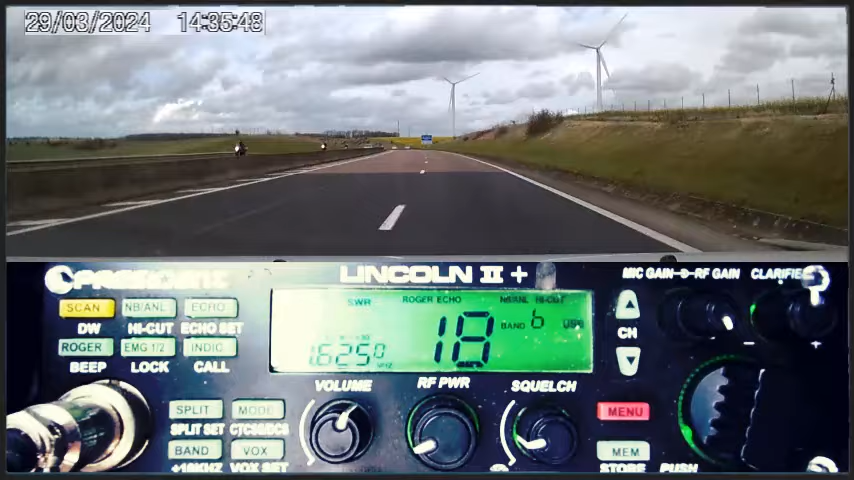 29/03/2024 14:35:48
PRESIDENT LINCOLN II + MIC GAIN RF GAIN CLARIFIER
SCAN NB/ANL ECHO
DW HI-CUT ECHO SET
ROGER EMG 1/2 INDIC.
BEEP LOCK CALL
SWR ROGER ECHO NB/ANL HI-CUT
18 BAND 6 USB
CH
- +
VOLUME RF PWR SQUELCH
SPLIT MODE MENU
SPLIT SET CTCSS/DCS
BAND VOX MEM
+10KHZ VOX SET STORE PUSH